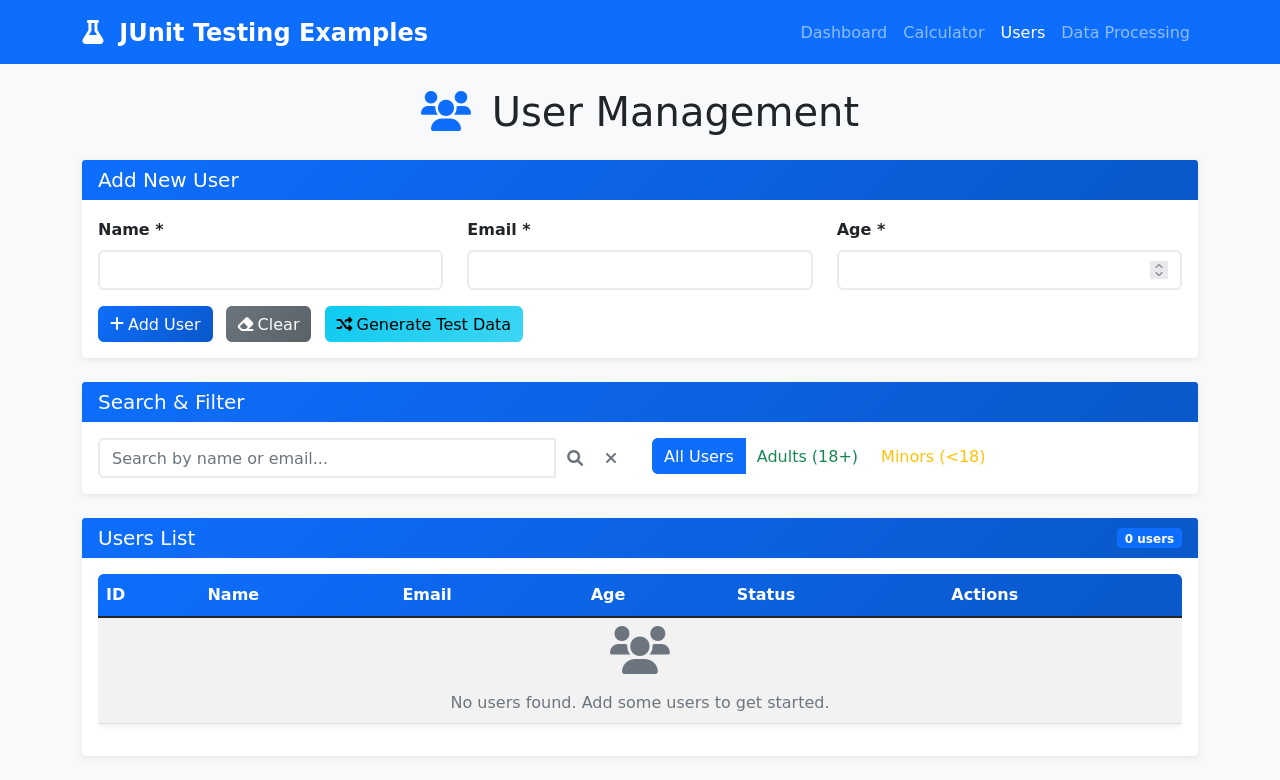 JUnit Testing Examples
Dashboard Calculator Users Data Processing
User Management
Add New User
Name * Email * Age *
Add User Clear Generate Test Data
Search & Filter
Search by name or email... All Users Adults (18+) Minors (<18)
Users List 0 users
ID Name Email Age Status Actions
No users found. Add some users to get started.